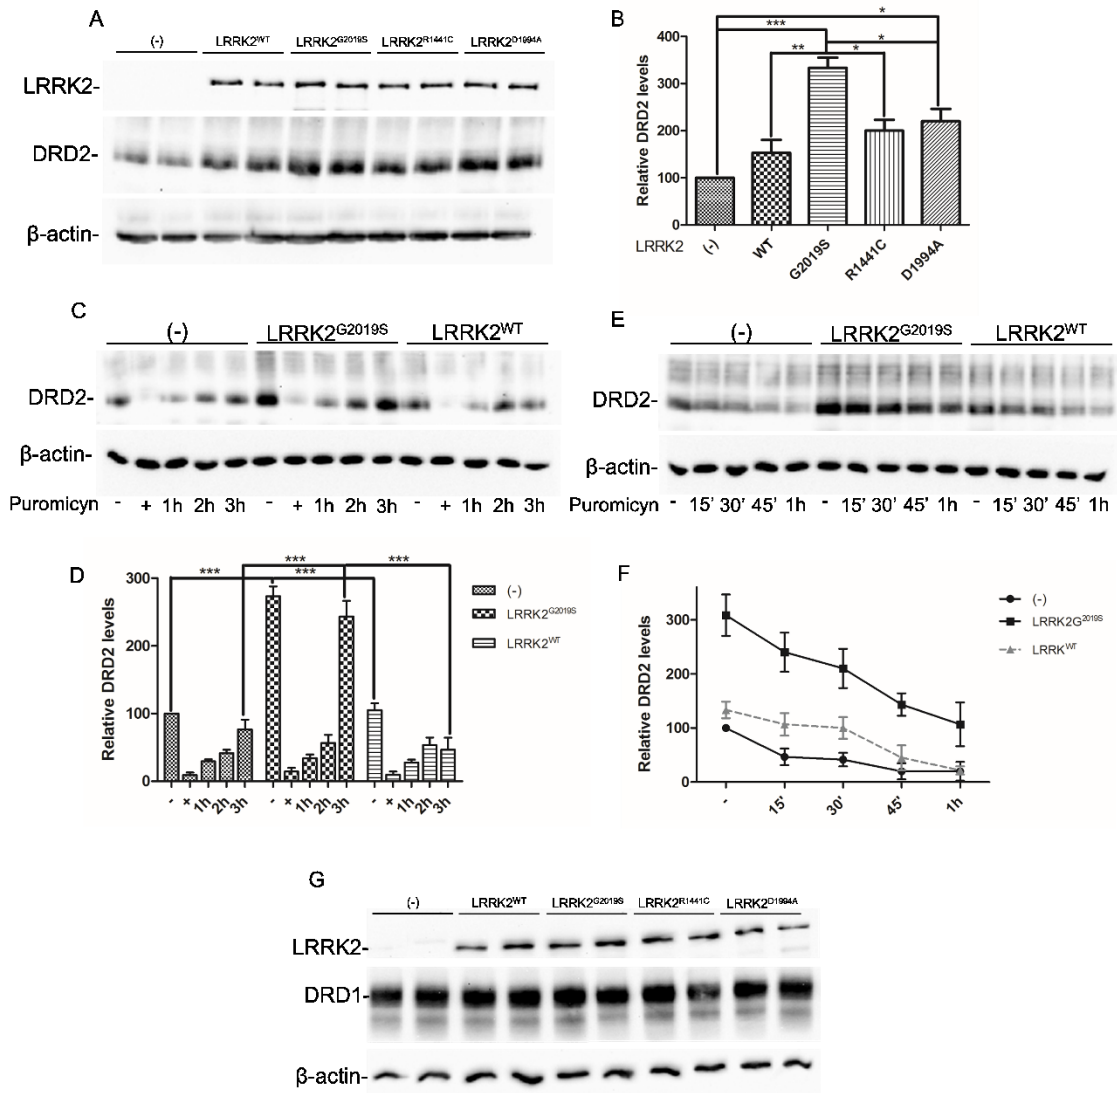 A
(-) LRRK2WT LRRK2G2019S LRRK2R1441C LRRK2D1994A
LRRK2-
DRD2-
β-actin-
B
Relative DRD2 levels
400
300
200
100
0
*
***
*
** *
LRRK2 (-) WT G2019S R1441C D1994A
C
(-) LRRK2G2019S LRRK2WT
DRD2-
β-actin-
Puromicyn - + 1h 2h 3h - + 1h 2h 3h - + 1h 2h 3h
E
(-) LRRK2G2019S LRRK2WT
DRD2-
β-actin-
Puromicyn - 15' 30' 45' 1h - 15' 30' 45' 1h - 15' 30' 45' 1h
D
Relative DRD2 levels
300
200
100
0
*** ***
*** ***
- + 1h 2h 3h - + 1h 2h 3h - + 1h 2h 3h
(-)
LRRK2G2019S
LRRK2WT
F
Relative DRD2 levels
300
200
100
0
- 15' 30' 45' 1h
(-)
LRRK2G2019S
LRRKWT
G
(-) LRRK2WT LRRK2G2019S LRRK2R1441C LRRK2D1994A
LRRK2-
DRD1-
β-actin-